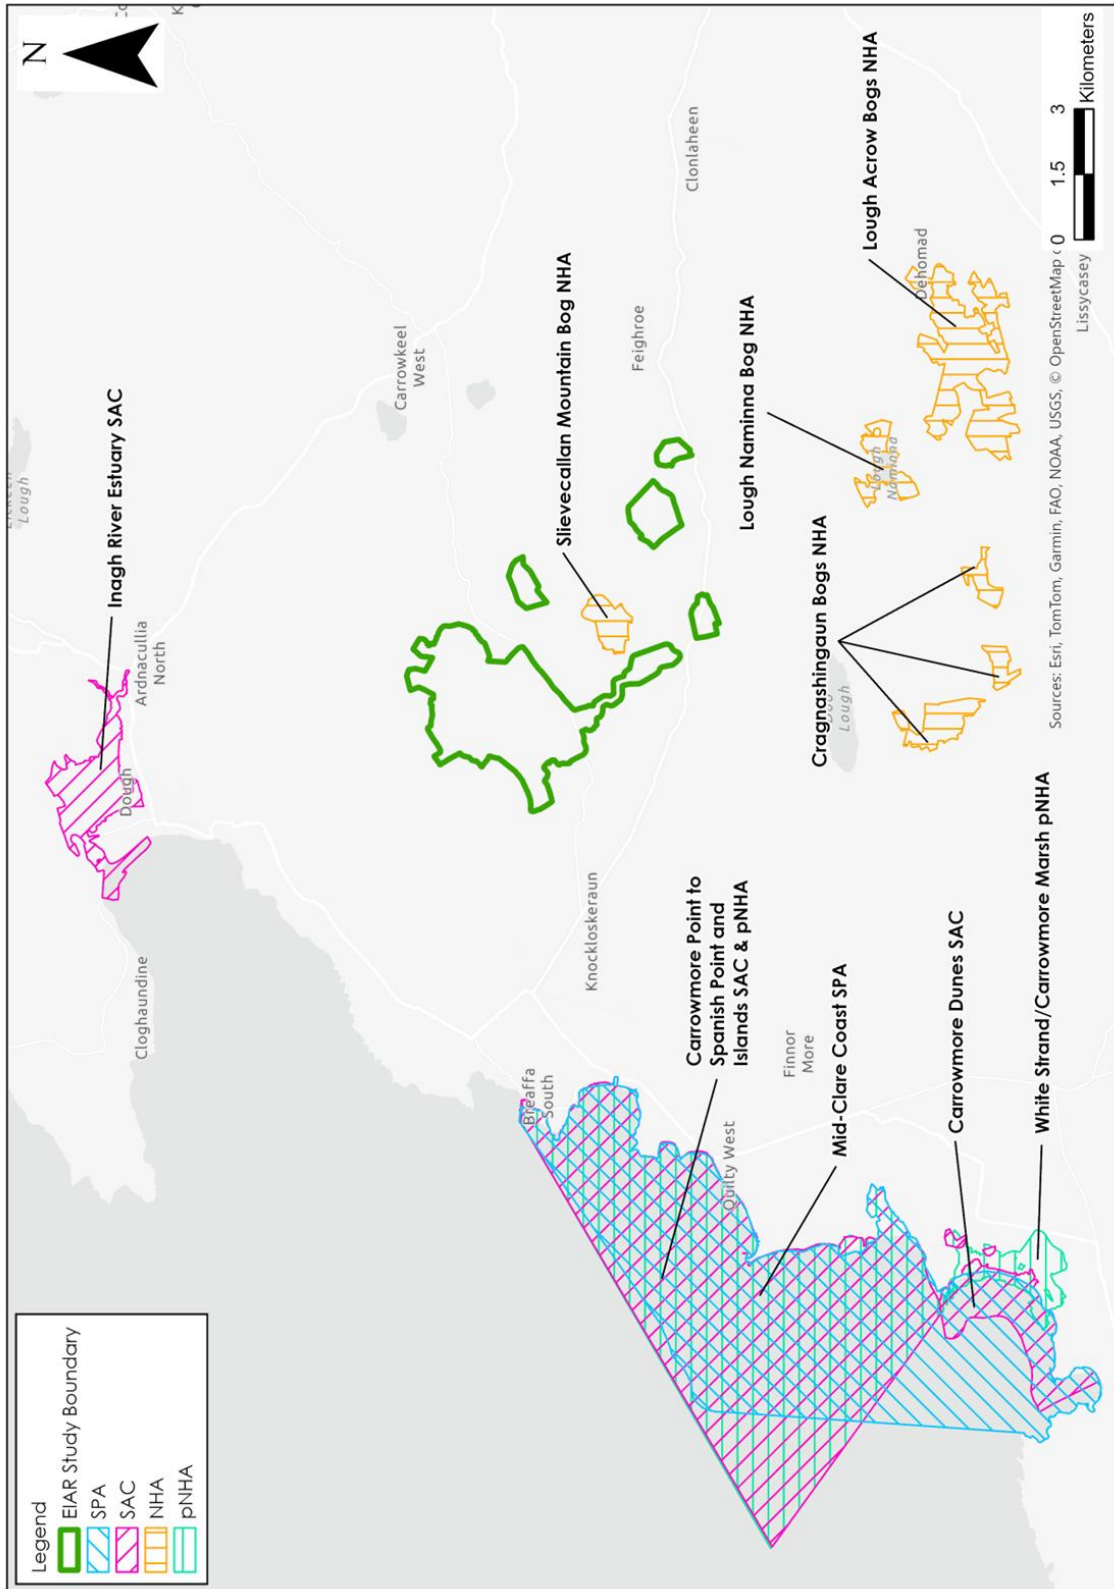 Legend
EIAR Study Boundary
SPA
SAC
NHA
pNHA
N
Lough
Inagh River Estuary SAC
Cloghaundine
Dough
Ardnacullia
North
Carrowkeel
West
Breaffa
South
Slievecallan Mountain Bog NHA
Knockloskeraun
Feighroe
Clonlaheen
Carrowmore Point to
Spanish Point and
Islands SAC & pNHA
Quilty West
Lough Naminna Bog NHA
Finnor
More
Mid-Clare Coast SPA
Cragnashingaun Bogs NHA
Lough
Lough Acrow Bogs NHA
Lough
Naminna
Dehomad
Carrowmore Dunes SAC
White Strand/Carrowmore Marsh pNHA
0 1.5 3
Kilometers
Sources: Esri, TomTom, Garmin, FAO, NOAA, USGS, © OpenStreetMap c
Lissycasey